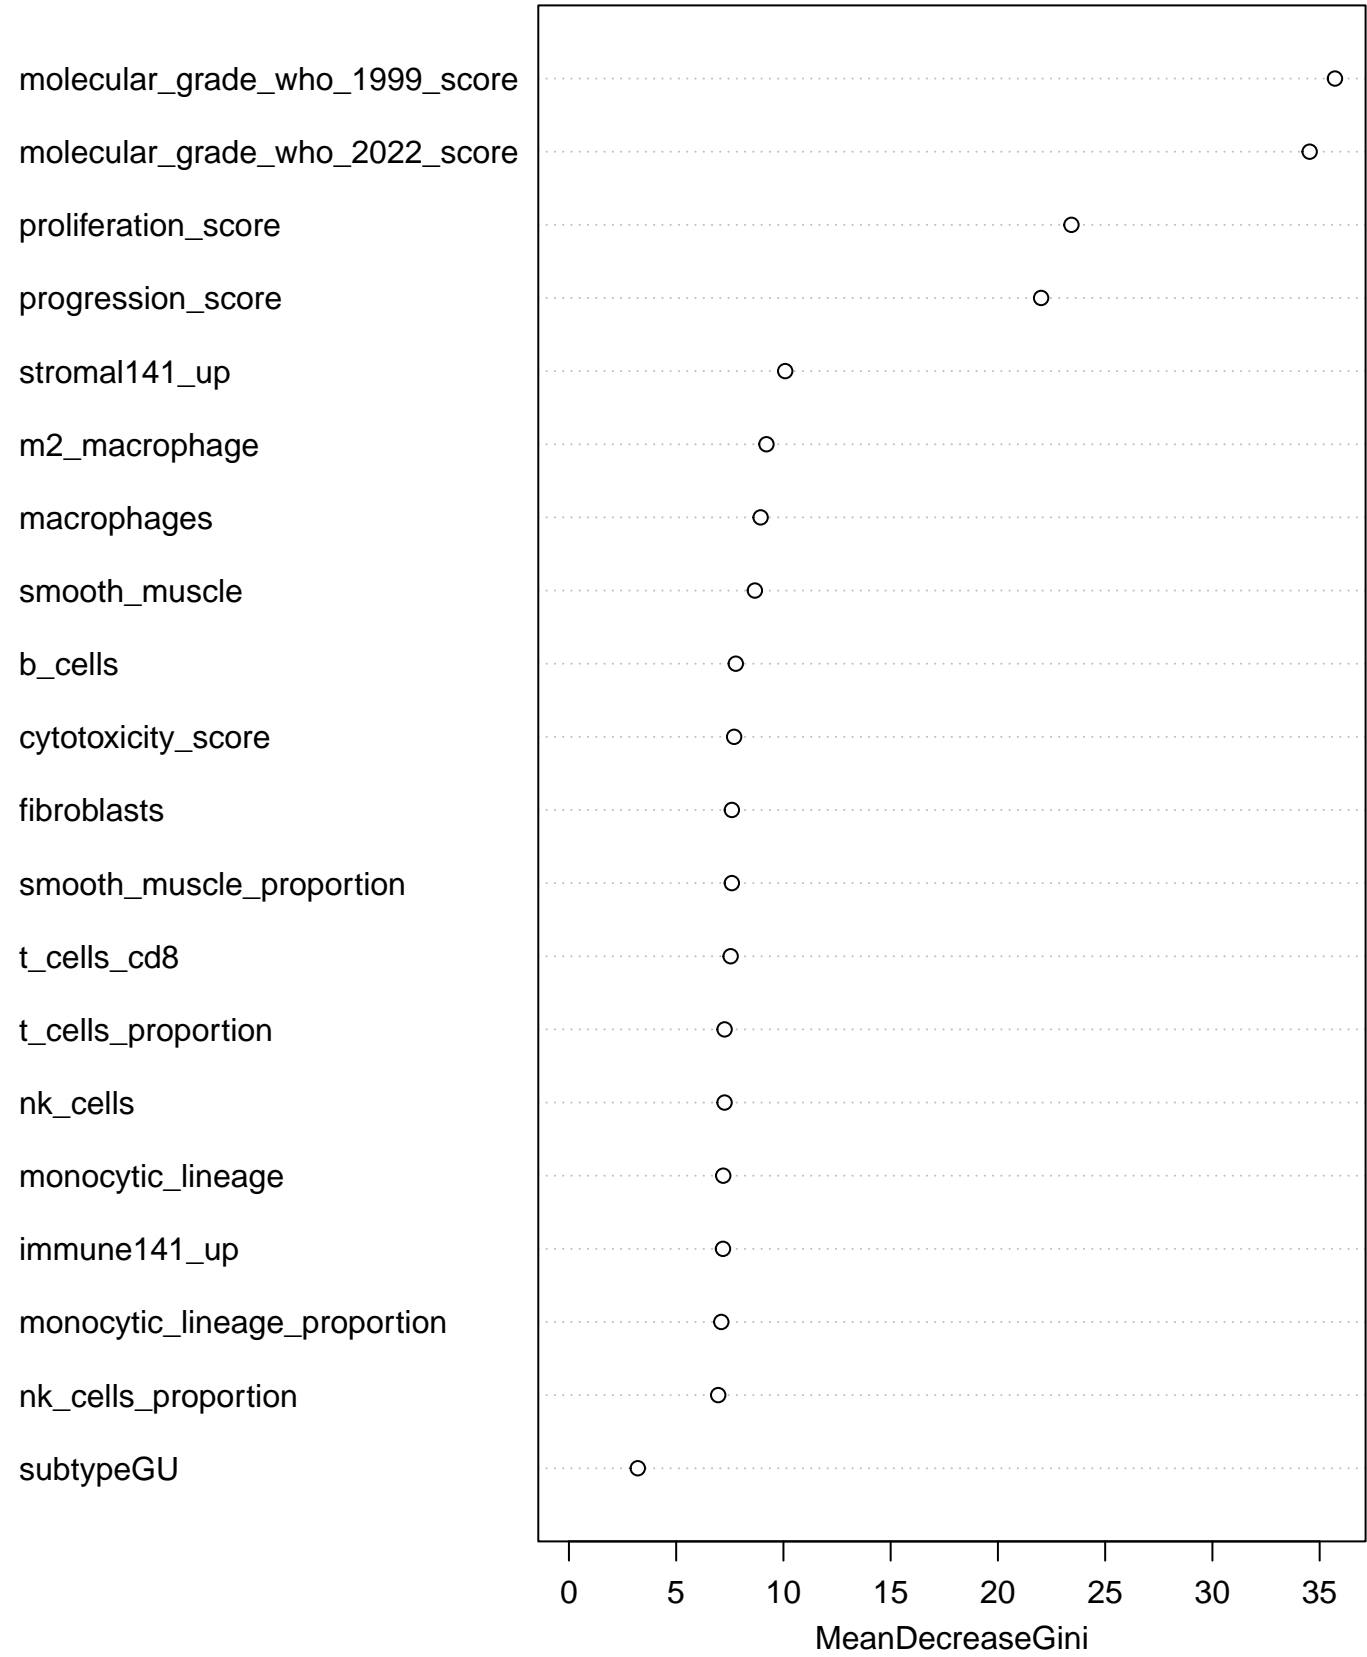 molecular_grade_who_1999_score
molecular_grade_who_2022_score
proliferation_score
progression_score
stromal141_up
m2_macrophage
macrophages
smooth_muscle
b_cells
cytotoxicity_score
fibroblasts
smooth_muscle_proportion
t_cells_cd8
t_cells_proportion
nk_cells
monocytic_lineage
immune141_up
monocytic_lineage_proportion
nk_cells_proportion
subtypeGU
0 5 10 15 20 25 30 35
MeanDecreaseGini